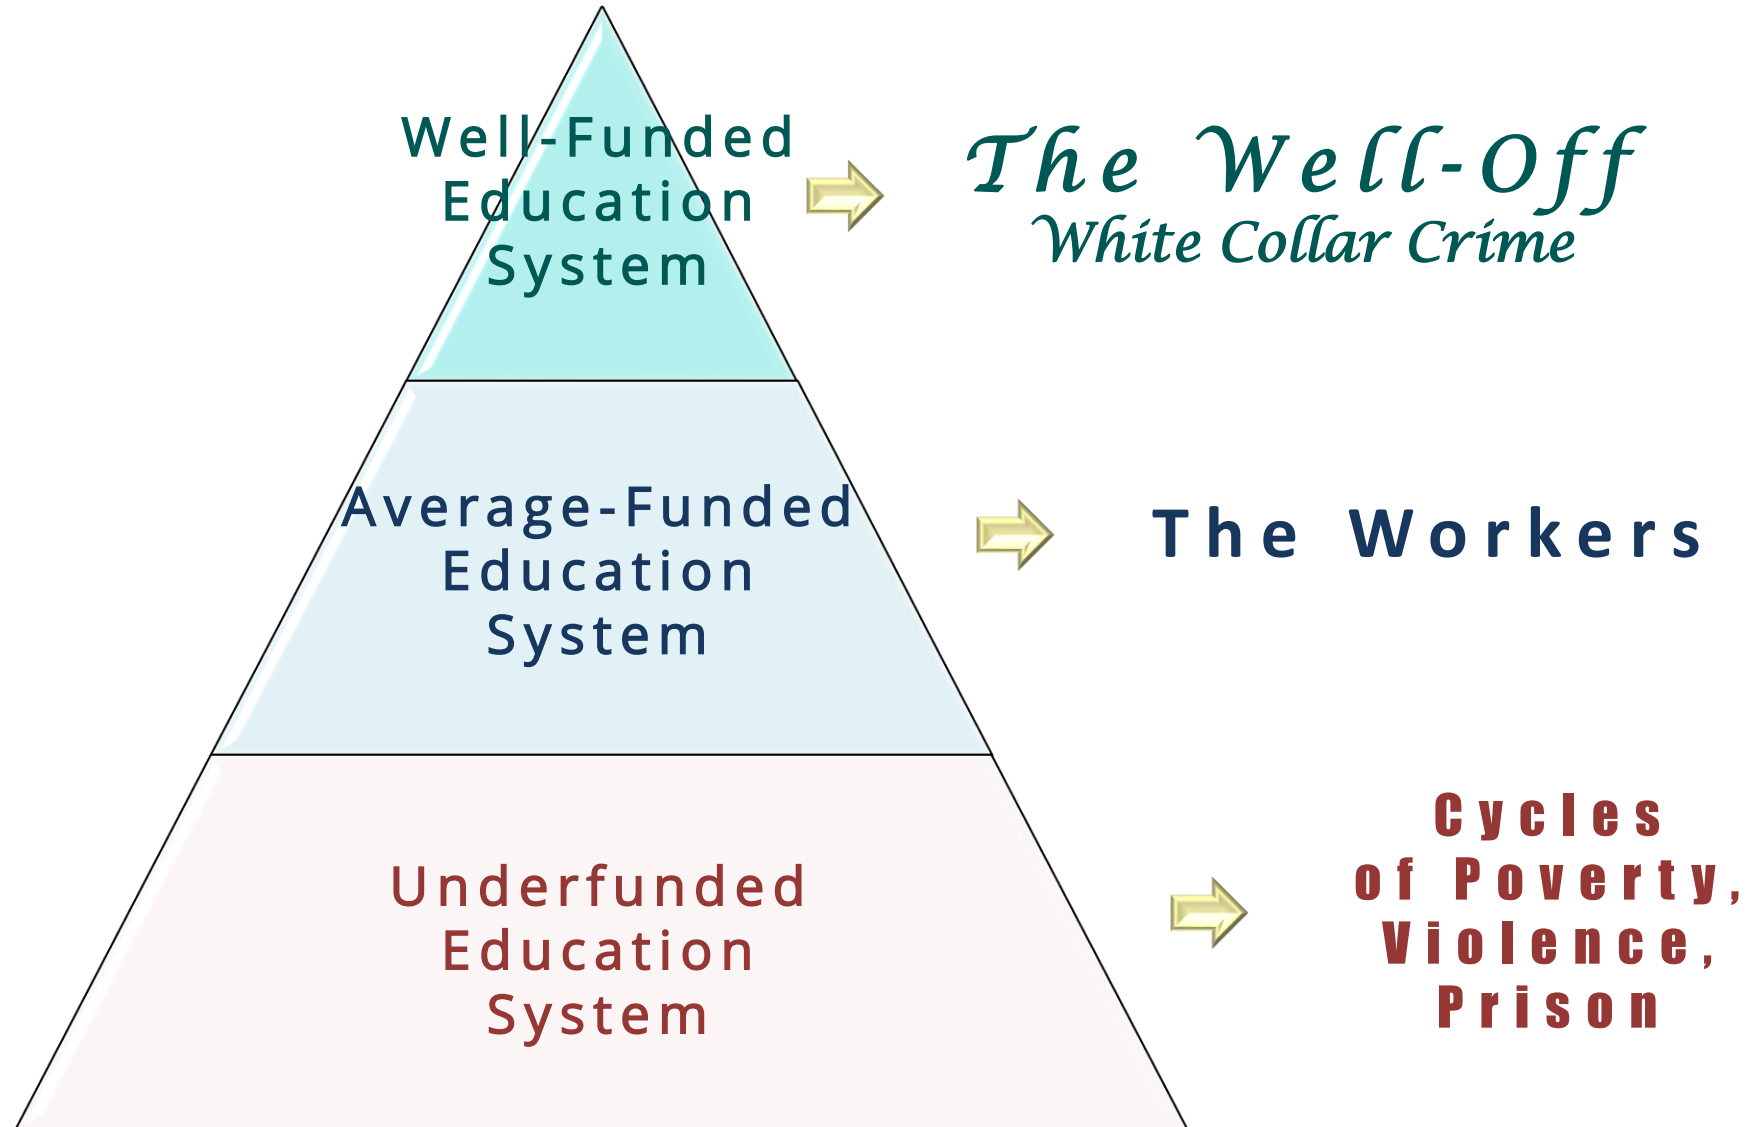 Well-Funded
Education
System
The Well-Off
White Collar Crime
Average-Funded
Education
System
The Workers
Underfunded
Education
System
Cycles
of Poverty,
Violence,
Prison